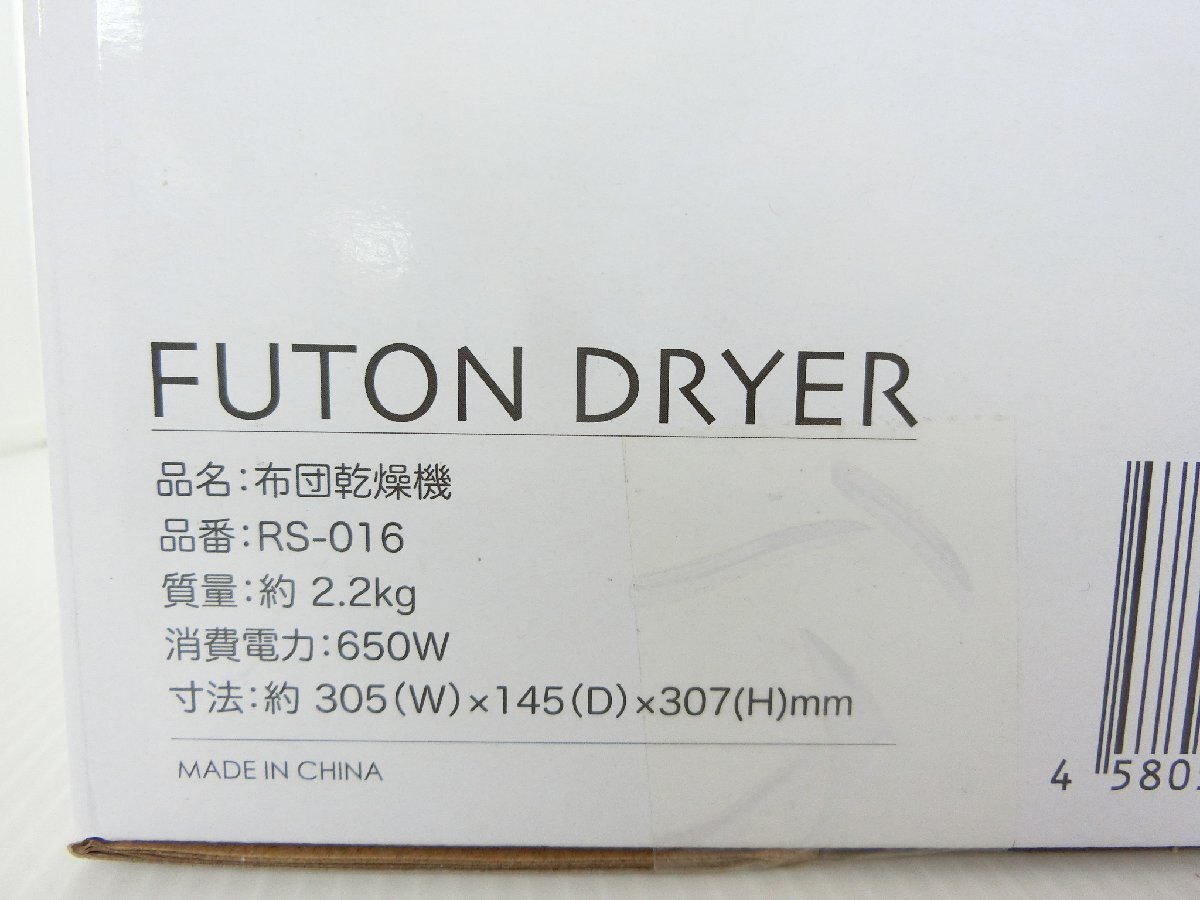 FUTON DRYER
品名:布団乾燥機
品番:RS-016
質量:約 2.2kg
消費電力:650W
寸法:約 305(W)×145(D)×307(H)mm
MADE IN CHINA
4 580